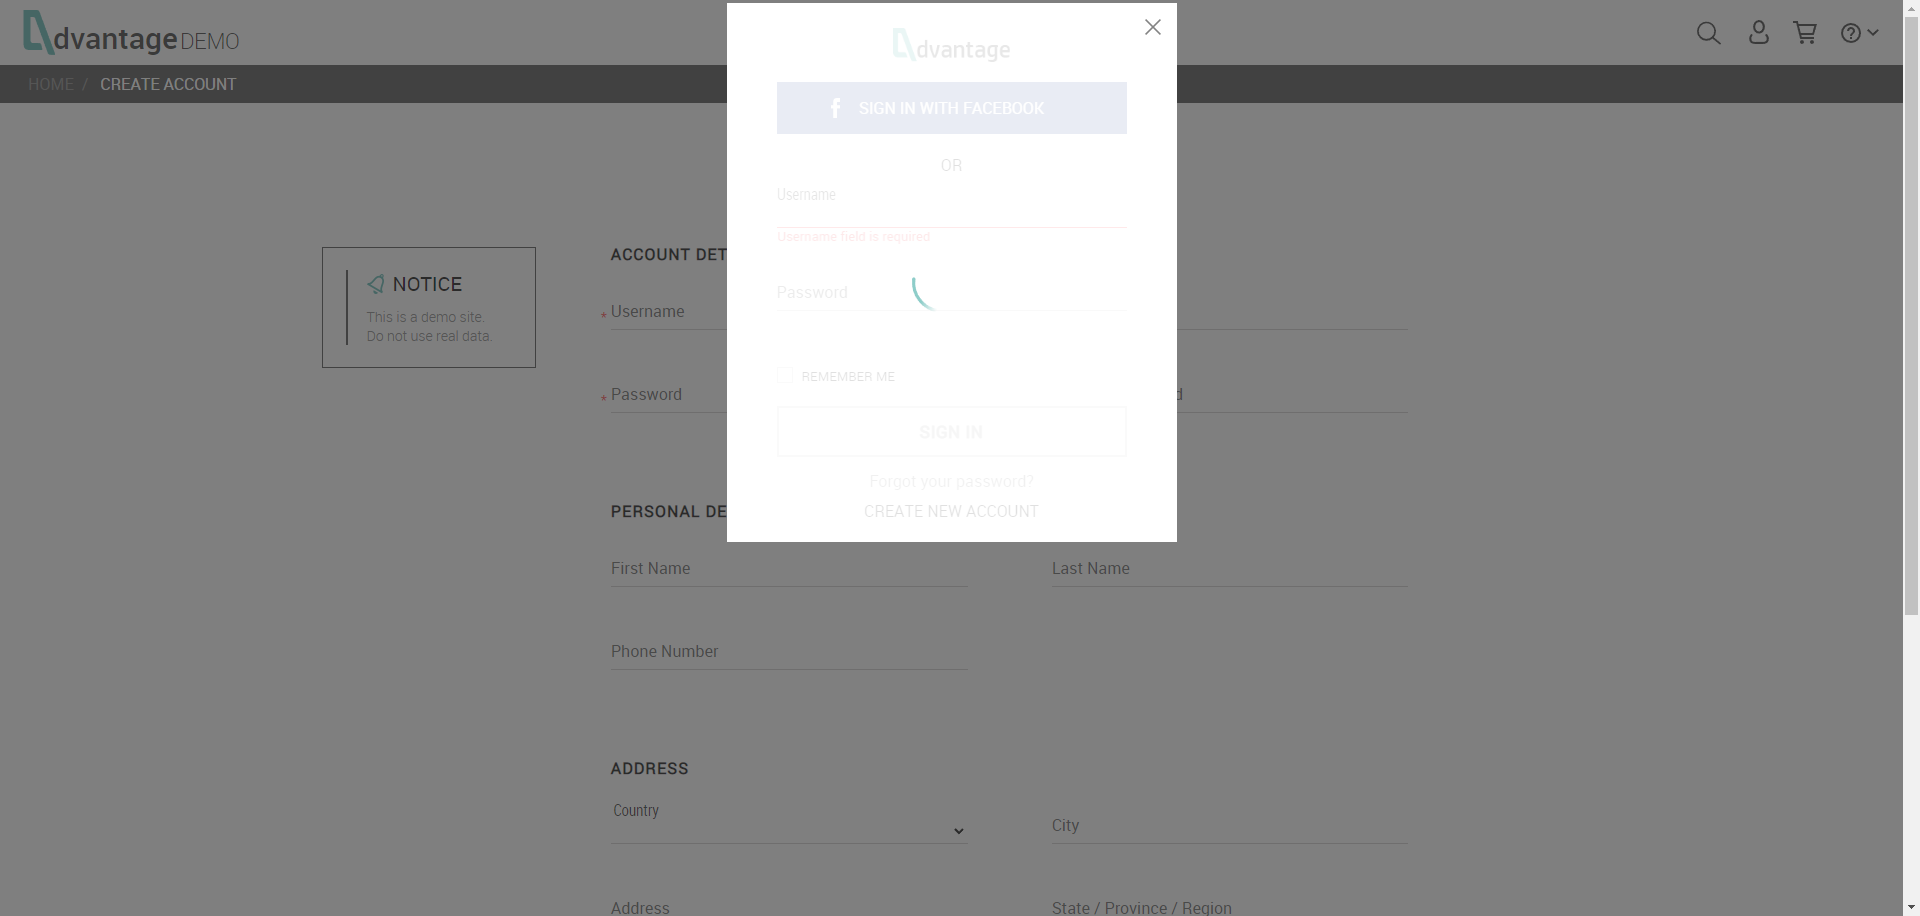 dvantage DEMO
HOME / CREATE ACCOUNT
dvantage
SIGN IN WITH FACEBOOK
OR
Username
Username field is required
Password
REMEMBER ME
SIGN IN
Forgot your password?
CREATE NEW ACCOUNT
NOTICE
This is a demo site.
Do not use real data.
ACCOUNT DET
* Username
* Password
d
PERSONAL DE
First Name
Last Name
Phone Number
ADDRESS
Country
City
Address
State / Province / Region